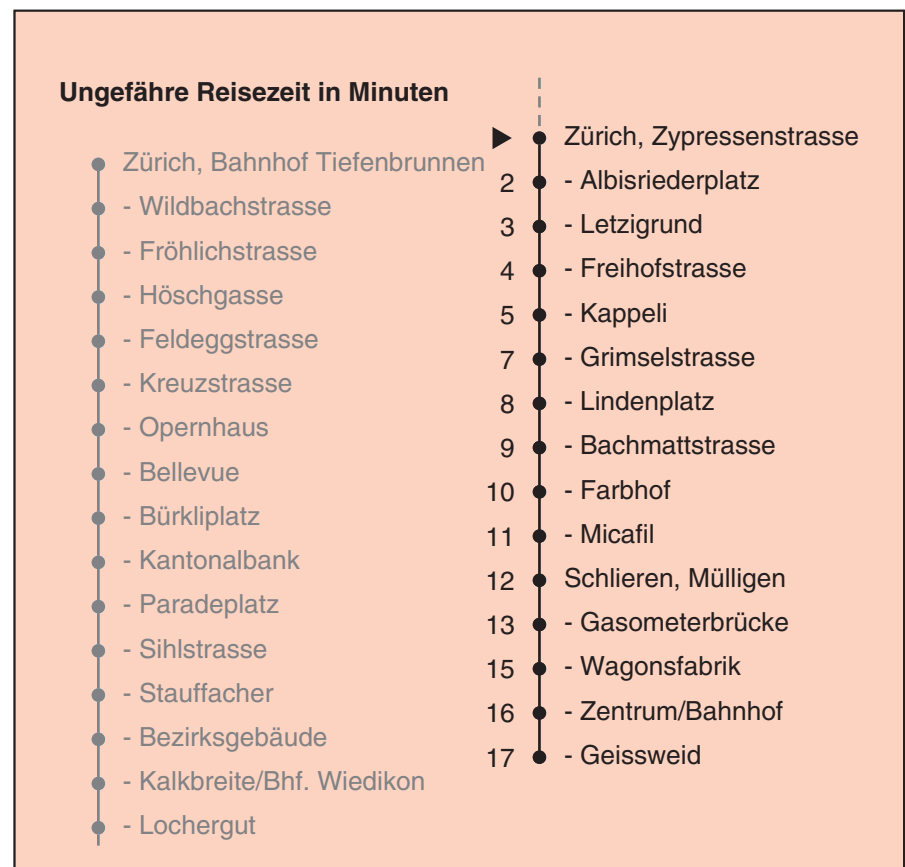 Ungefähre Reisezeit in Minuten
Zürich, Bahnhof Tiefenbrunnen
- Wildbachstrasse
- Fröhlichstrasse
- Höschgasse
- Feldeggstrasse
- Kreuzstrasse
- Opernhaus
- Bellevue
- Bürkliplatz
- Kantonalbank
- Paradeplatz
- Sihlstrasse
- Stauffacher
- Bezirksgebäude
- Kalkbreite/Bhf. Wiedikon
- Lochergut
Zürich, Zypressenstrasse
2 - Albisriederplatz
3 - Letzigrund
4 - Freihofstrasse
5 - Kappeli
7 - Grimselstrasse
8 - Lindenplatz
9 - Bachmattstrasse
10 - Farbhof
11 - Micafil
12 Schlieren, Mülligen
13 - Gasometerbrücke
15 - Wagonsfabrik
16 - Zentrum/Bahnhof
17 - Geissweid